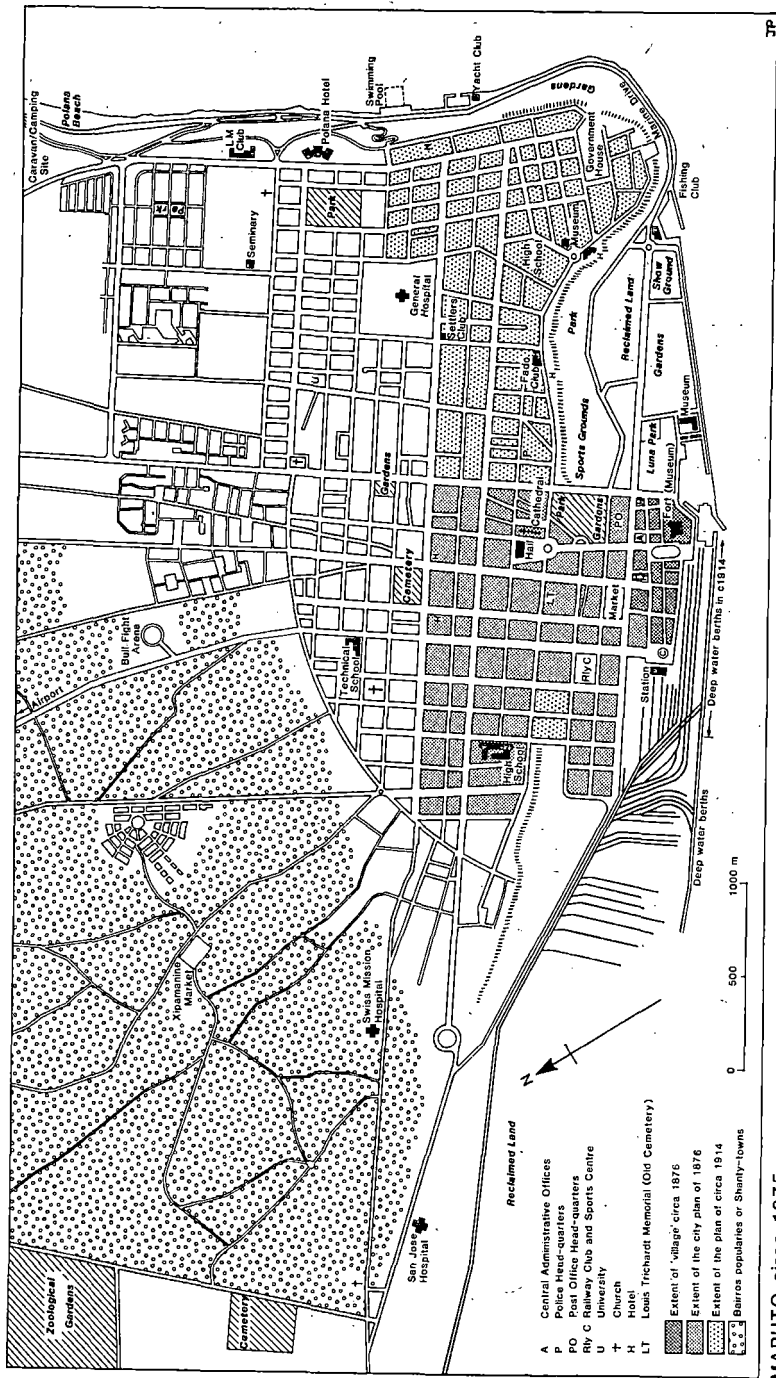 Caravan/Camping
Site
Polana
Beach
LM
Club
Polana Hotel
Swimming
Pool
Yacht Club
Park
Seminary
Park
General
Hospital
Settlers
Club
Gardens
Marine Drive
Government
House
Museum
High
School
Fishing
Club
Show
Ground
Reclaimed Land
Park
Gardens
Fado
Club
H
H
H
Sports Grounds
Luna Park
Museum
Fort (Museum)
Gardens
Cathedral
Park
Gardens
PO
Hall
Cemetery
LT
Market
A
Rly C
Station
U
Technical
School
High
School
Bull Fight
Arena
Airport
Xipamanine
Market
Swiss Mission
Hospital
San Jose
Hospital
Zoological
Gardens
Cemetery
Reclaimed Land
Deep water berths in c1914
Deep water berths
N
0 500 1000 m
A Central Administrative Offices
P Police Head-quarters
PO Post Office Head-quarters
Rly C Railway Club and Sports Centre
U University
† Church
H Hotel
LT Louis Trichardt Memorial (Old Cemetery)
Extent of 'village' circa 1876
Extent of the city plan of 1876
Extent of the plan of circa 1914
Bairros popularies or Shanty-towns
MAPUTO circa 1975